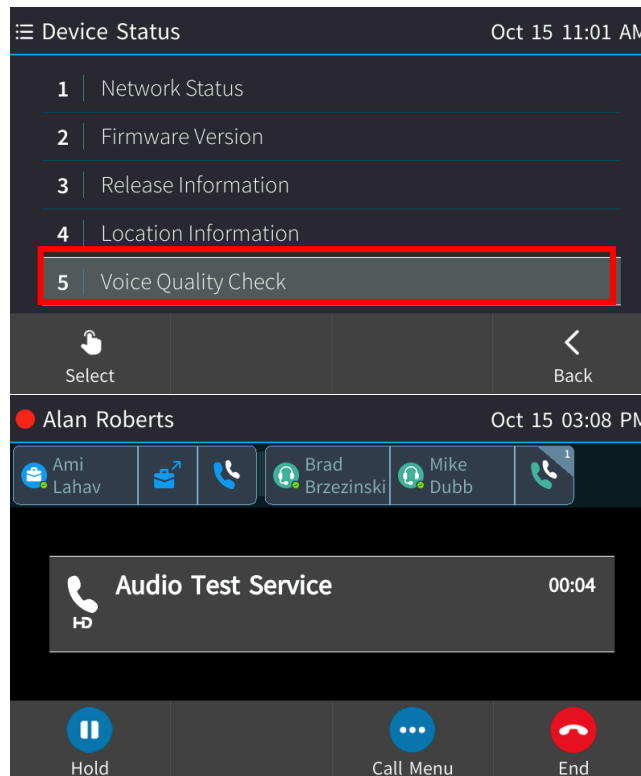 Device Status Oct 15 11:01 AM
1 Network Status
2 Firmware Version
3 Release Information
4 Location Information
5 Voice Quality Check
Select Back
Alan Roberts Oct 15 03:08 PM
Ami Brad Mike 1
Lahav Brzezinski Dubb
Audio Test Service 00:04
HD
Hold Call Menu End